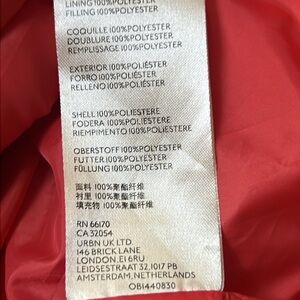 LINING 100%POLYESTER
FILLING 100%POLYESTER
COQUILLE 100%POLYESTER
DOUBLURE 100%POLYESTER
REMPLISSAGE 100%POLYESTER
EXTERIOR 100%POLIÉSTER
FORRO 100%POLIÉSTER
RELLENO 100%POLIÉSTER
SHELL 100%POLIESTERE
FODERA 100%POLIESTERE
RIEMPIMENTO 100%POLIESTERE
OBERSTOFF 100%POLYESTER
FUTTER 100%POLYESTER
FÜLLUNG 100%POLYESTER
面料 100%聚酯纤维
衬里 100%聚酯纤维
填充物 100%聚酯纤维
RN 66170
CA 32054
URBN UK LTD.
146 BRICK LANE
LONDON. E1 6RU
LEIDSESTRAAT 32, 1017 PB
AMSTERDAM, NETHERLANDS
OB1440830